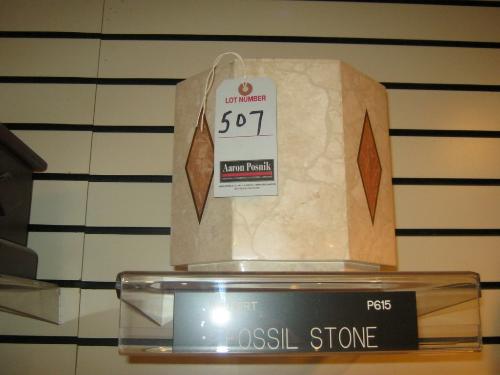 LOT NUMBER
507
Aaron Posnik
P615
FOSSIL STONE